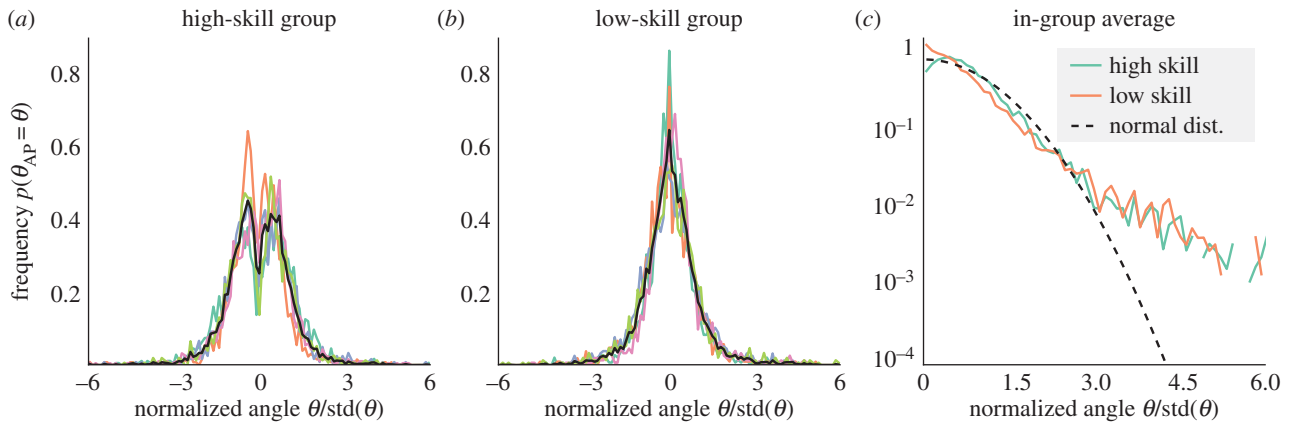 (a) high-skill group
frequency p(θ_AP = θ)
0.8
0.6
0.4
0.2
−6 −3 0 3 6
normalized angle θ/std(θ)
(b) low-skill group
0.8
0.6
0.4
0.2
−6 −3 0 3 6
normalized angle θ/std(θ)
(c) in-group average
high skill
low skill
normal dist.
1
10⁻¹
10⁻²
10⁻³
10⁻⁴
0 1.5 3.0 4.5 6.0
normalized angle θ/std(θ)